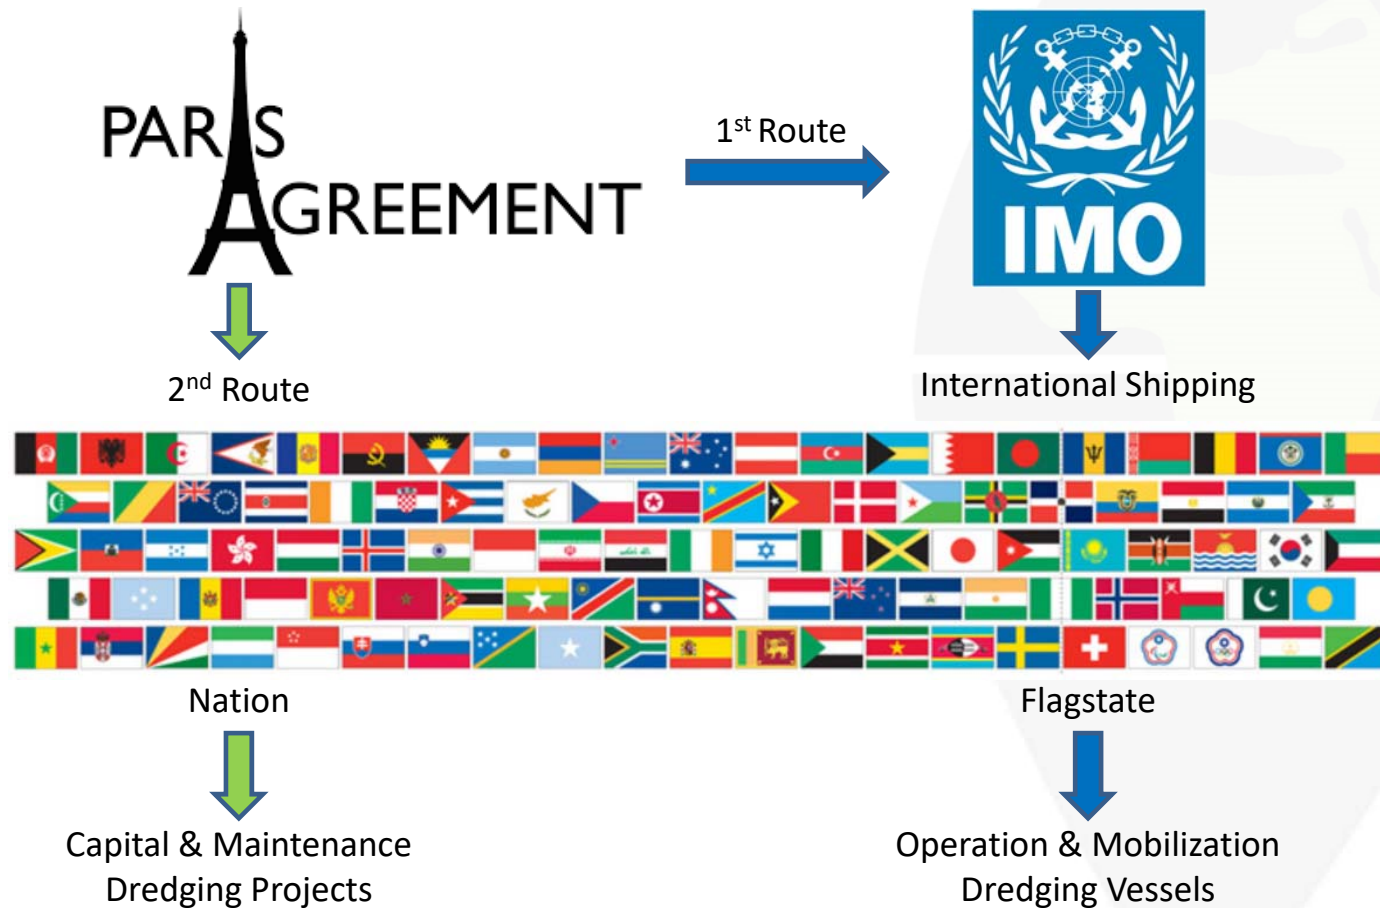 PARIS
AGREEMENT
1st Route
IMO
2nd Route
International Shipping
Nation
Flagstate
Capital & Maintenance
Dredging Projects
Operation & Mobilization
Dredging Vessels